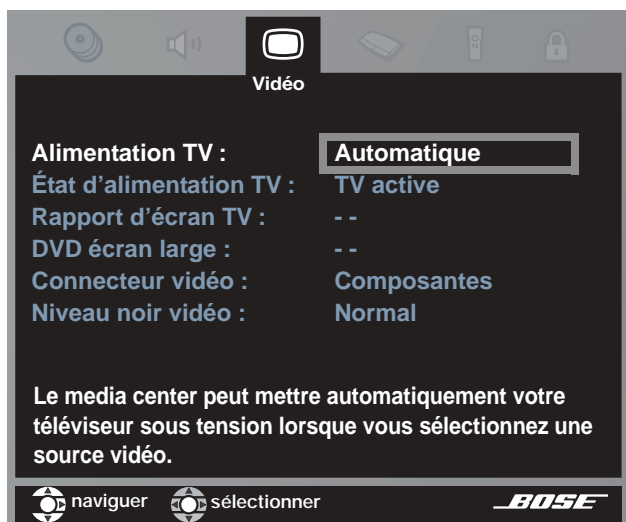 Vidéo
Alimentation TV : Automatique
État d’alimentation TV : TV active
Rapport d’écran TV : - -
DVD écran large : - -
Connecteur vidéo : Composantes
Niveau noir vidéo : Normal
Le media center peut mettre automatiquement votre
téléviseur sous tension lorsque vous sélectionnez une
source vidéo.
naviguer sélectionner BOSE